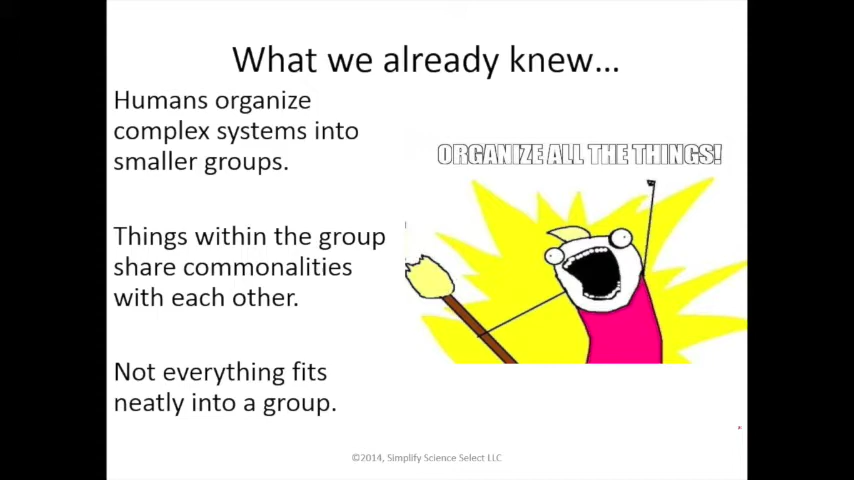 What we already knew...
Humans organize
complex systems into
smaller groups.
Things within the group
share commonalities
with each other.
Not everything fits
neatly into a group.
ORGANIZE ALL THE THINGS!
©2014, Simplify Science Select LLC